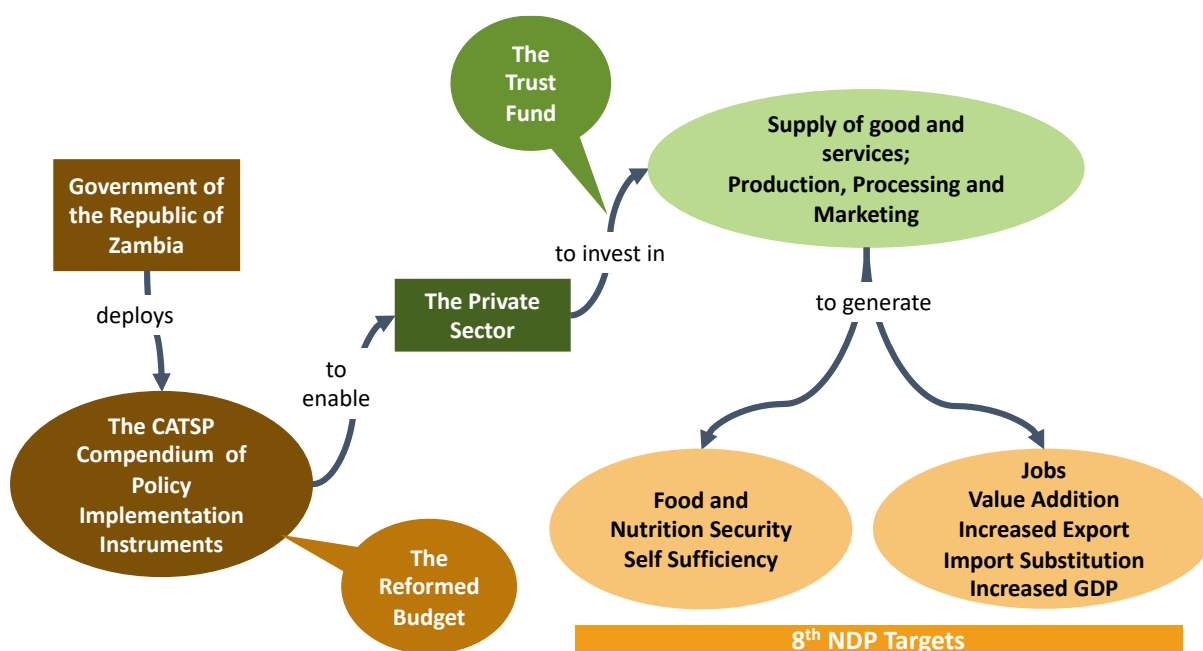 The
Trust
Fund
Supply of good and
services;
Production, Processing and
Marketing
Government of
the Republic of
Zambia
to invest in
The Private
Sector
to generate
deploys
to
enable
The CATSP
Compendium of
Policy
Implementation
Instruments
The
Reformed
Budget
Food and
Nutrition Security
Self Sufficiency
Jobs
Value Addition
Increased Export
Import Substitution
Increased GDP
8th NDP Targets